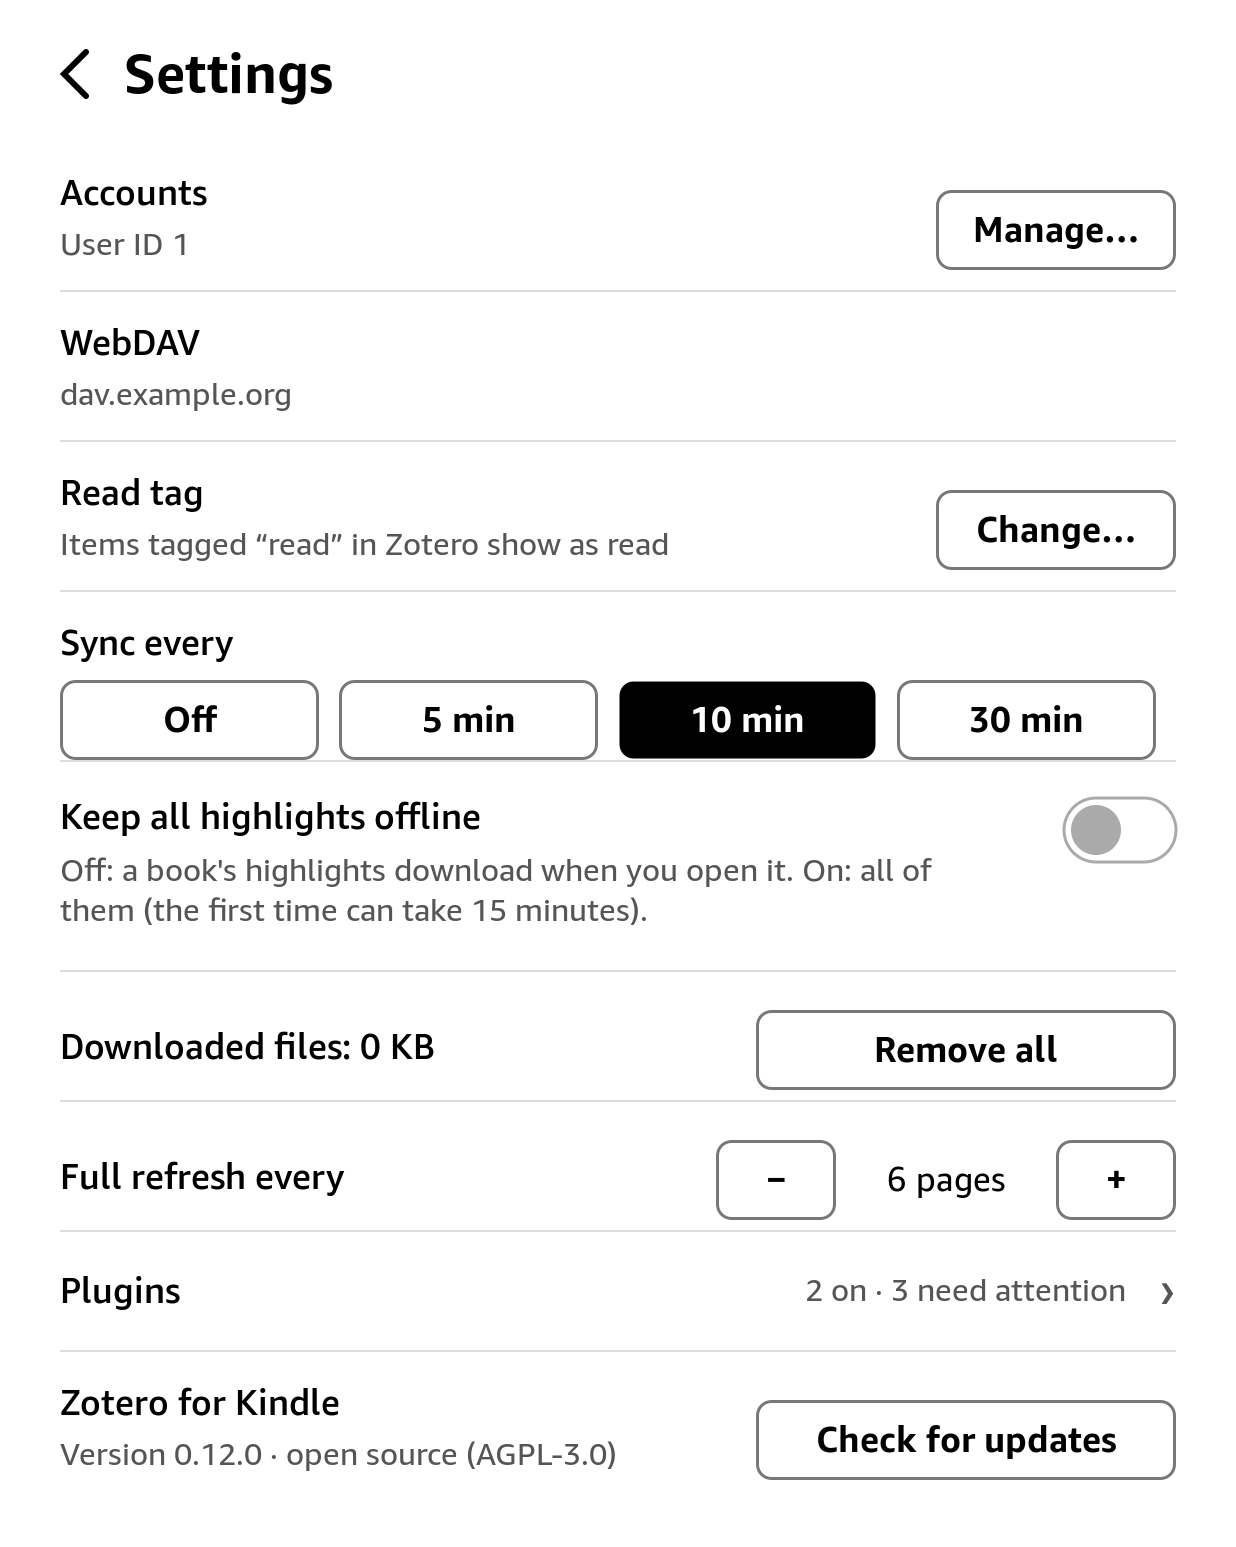 Settings
Accounts
User ID 1
Manage…
WebDAV
dav.example.org
Read tag
Items tagged “read” in Zotero show as read
Change…
Sync every
Off
5 min
10 min
30 min
Keep all highlights offline
Off: a book's highlights download when you open it. On: all of
them (the first time can take 15 minutes).
Downloaded files: 0 KB
Remove all
Full refresh every
–
6 pages
+
Plugins
2 on · 3 need attention ›
Zotero for Kindle
Version 0.12.0 · open source (AGPL-3.0)
Check for updates